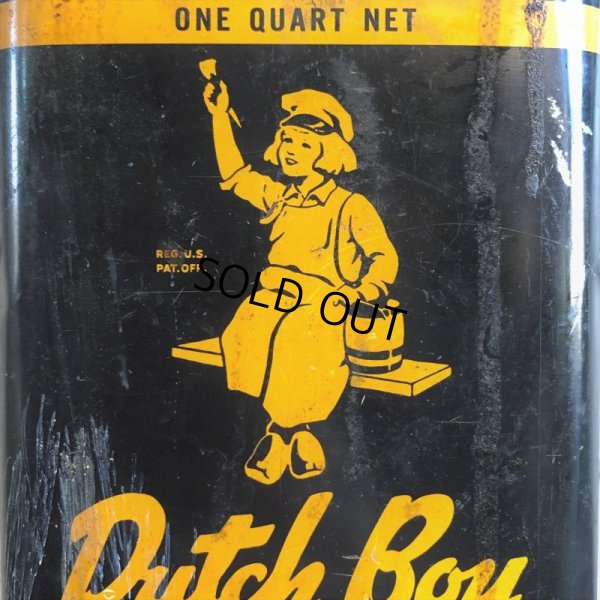 ONE QUART NET
REG. U.S.
PAT. OFF.
SOLD OUT
Dutch Boy